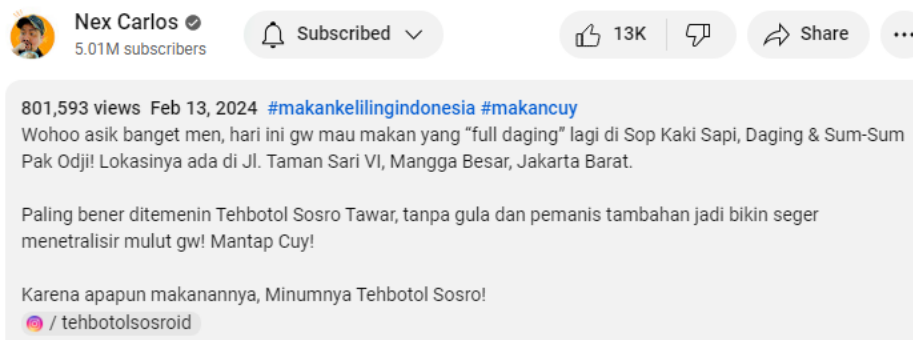 Nex Carlos
5.01M subscribers
Subscribed
13K
Share
801,593 views Feb 13, 2024 #makankelilingindonesia #makancuy
Wohoo asik banget men, hari ini gw mau makan yang “full daging” lagi di Sop Kaki Sapi, Daging & Sum-Sum
Pak Odji! Lokasinya ada di Jl. Taman Sari VI, Mangga Besar, Jakarta Barat.
Paling bener ditemenin Tehbotol Sosro Tawar, tanpa gula dan pemanis tambahan jadi bikin seger
menetralisir mulut gw! Mantap Cuy!
Karena apapun makanannya, Minumnya Tehbotol Sosro!
/ tehbotolsosroid